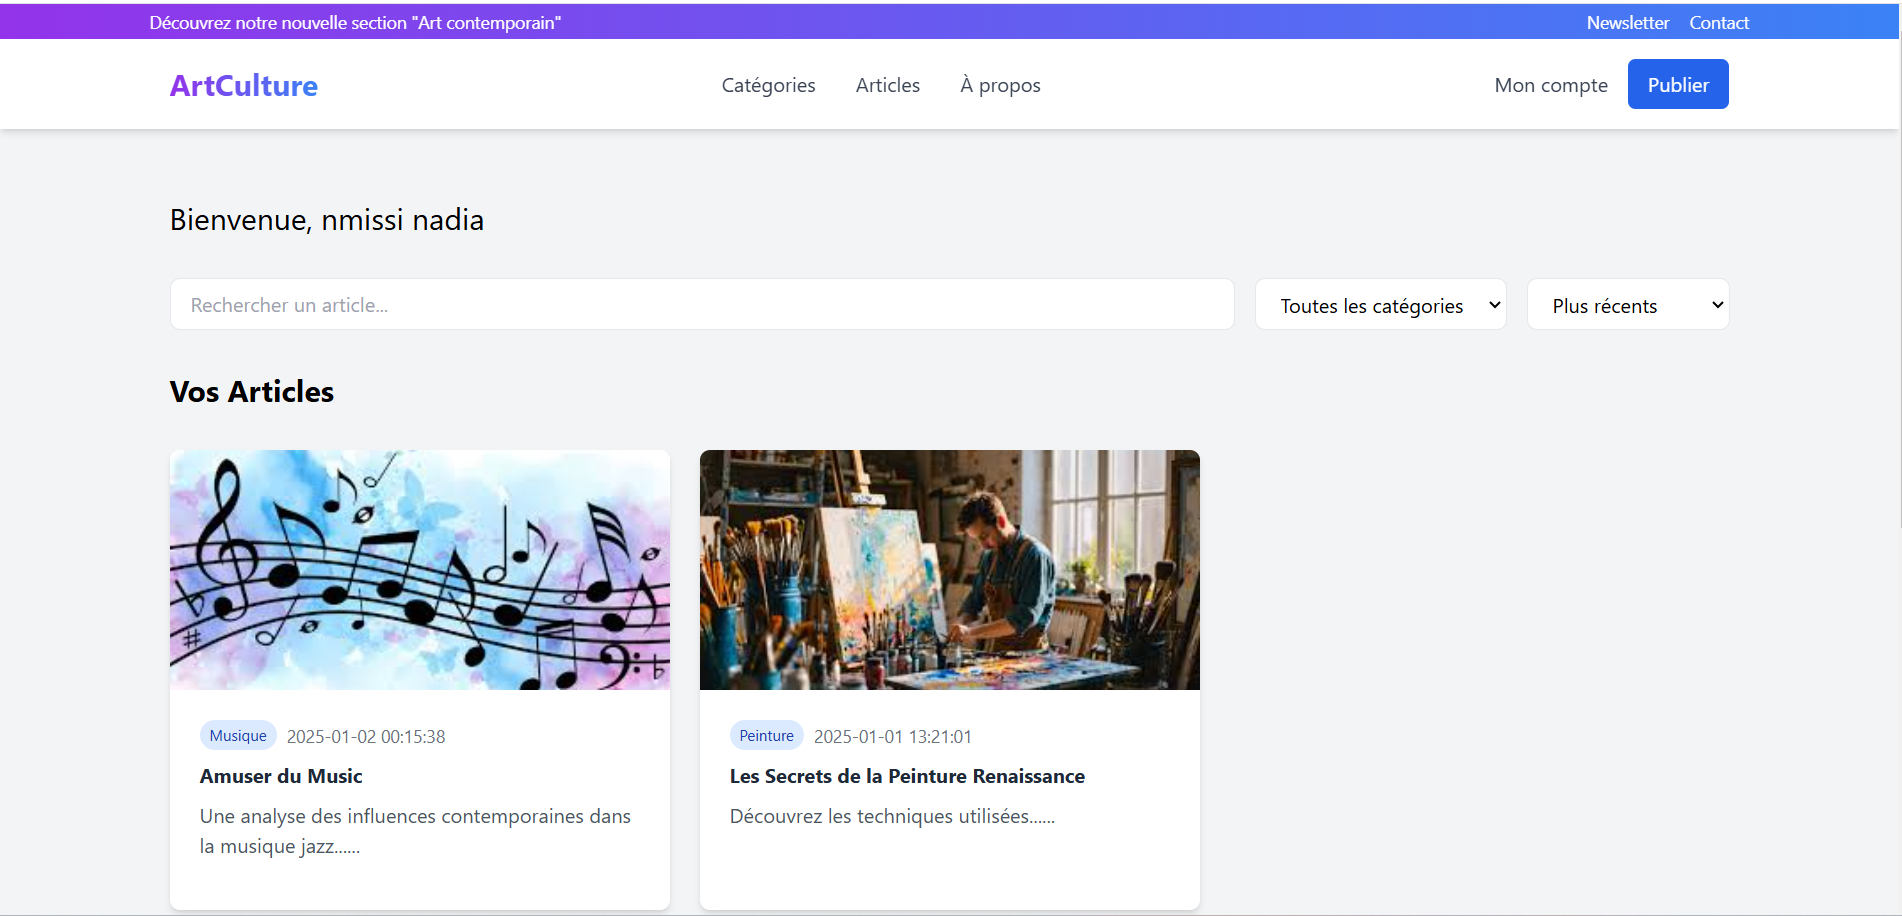 Découvrez notre nouvelle section "Art contemporain"
Newsletter Contact
ArtCulture
Catégories Articles À propos
Mon compte Publier
Bienvenue, nmissi nadia
Rechercher un article...
Toutes les catégories
Plus récents
Vos Articles
Musique 2025-01-02 00:15:38
Amuser du Music
Une analyse des influences contemporaines dans
la musique jazz......
Peinture 2025-01-01 13:21:01
Les Secrets de la Peinture Renaissance
Découvrez les techniques utilisées......